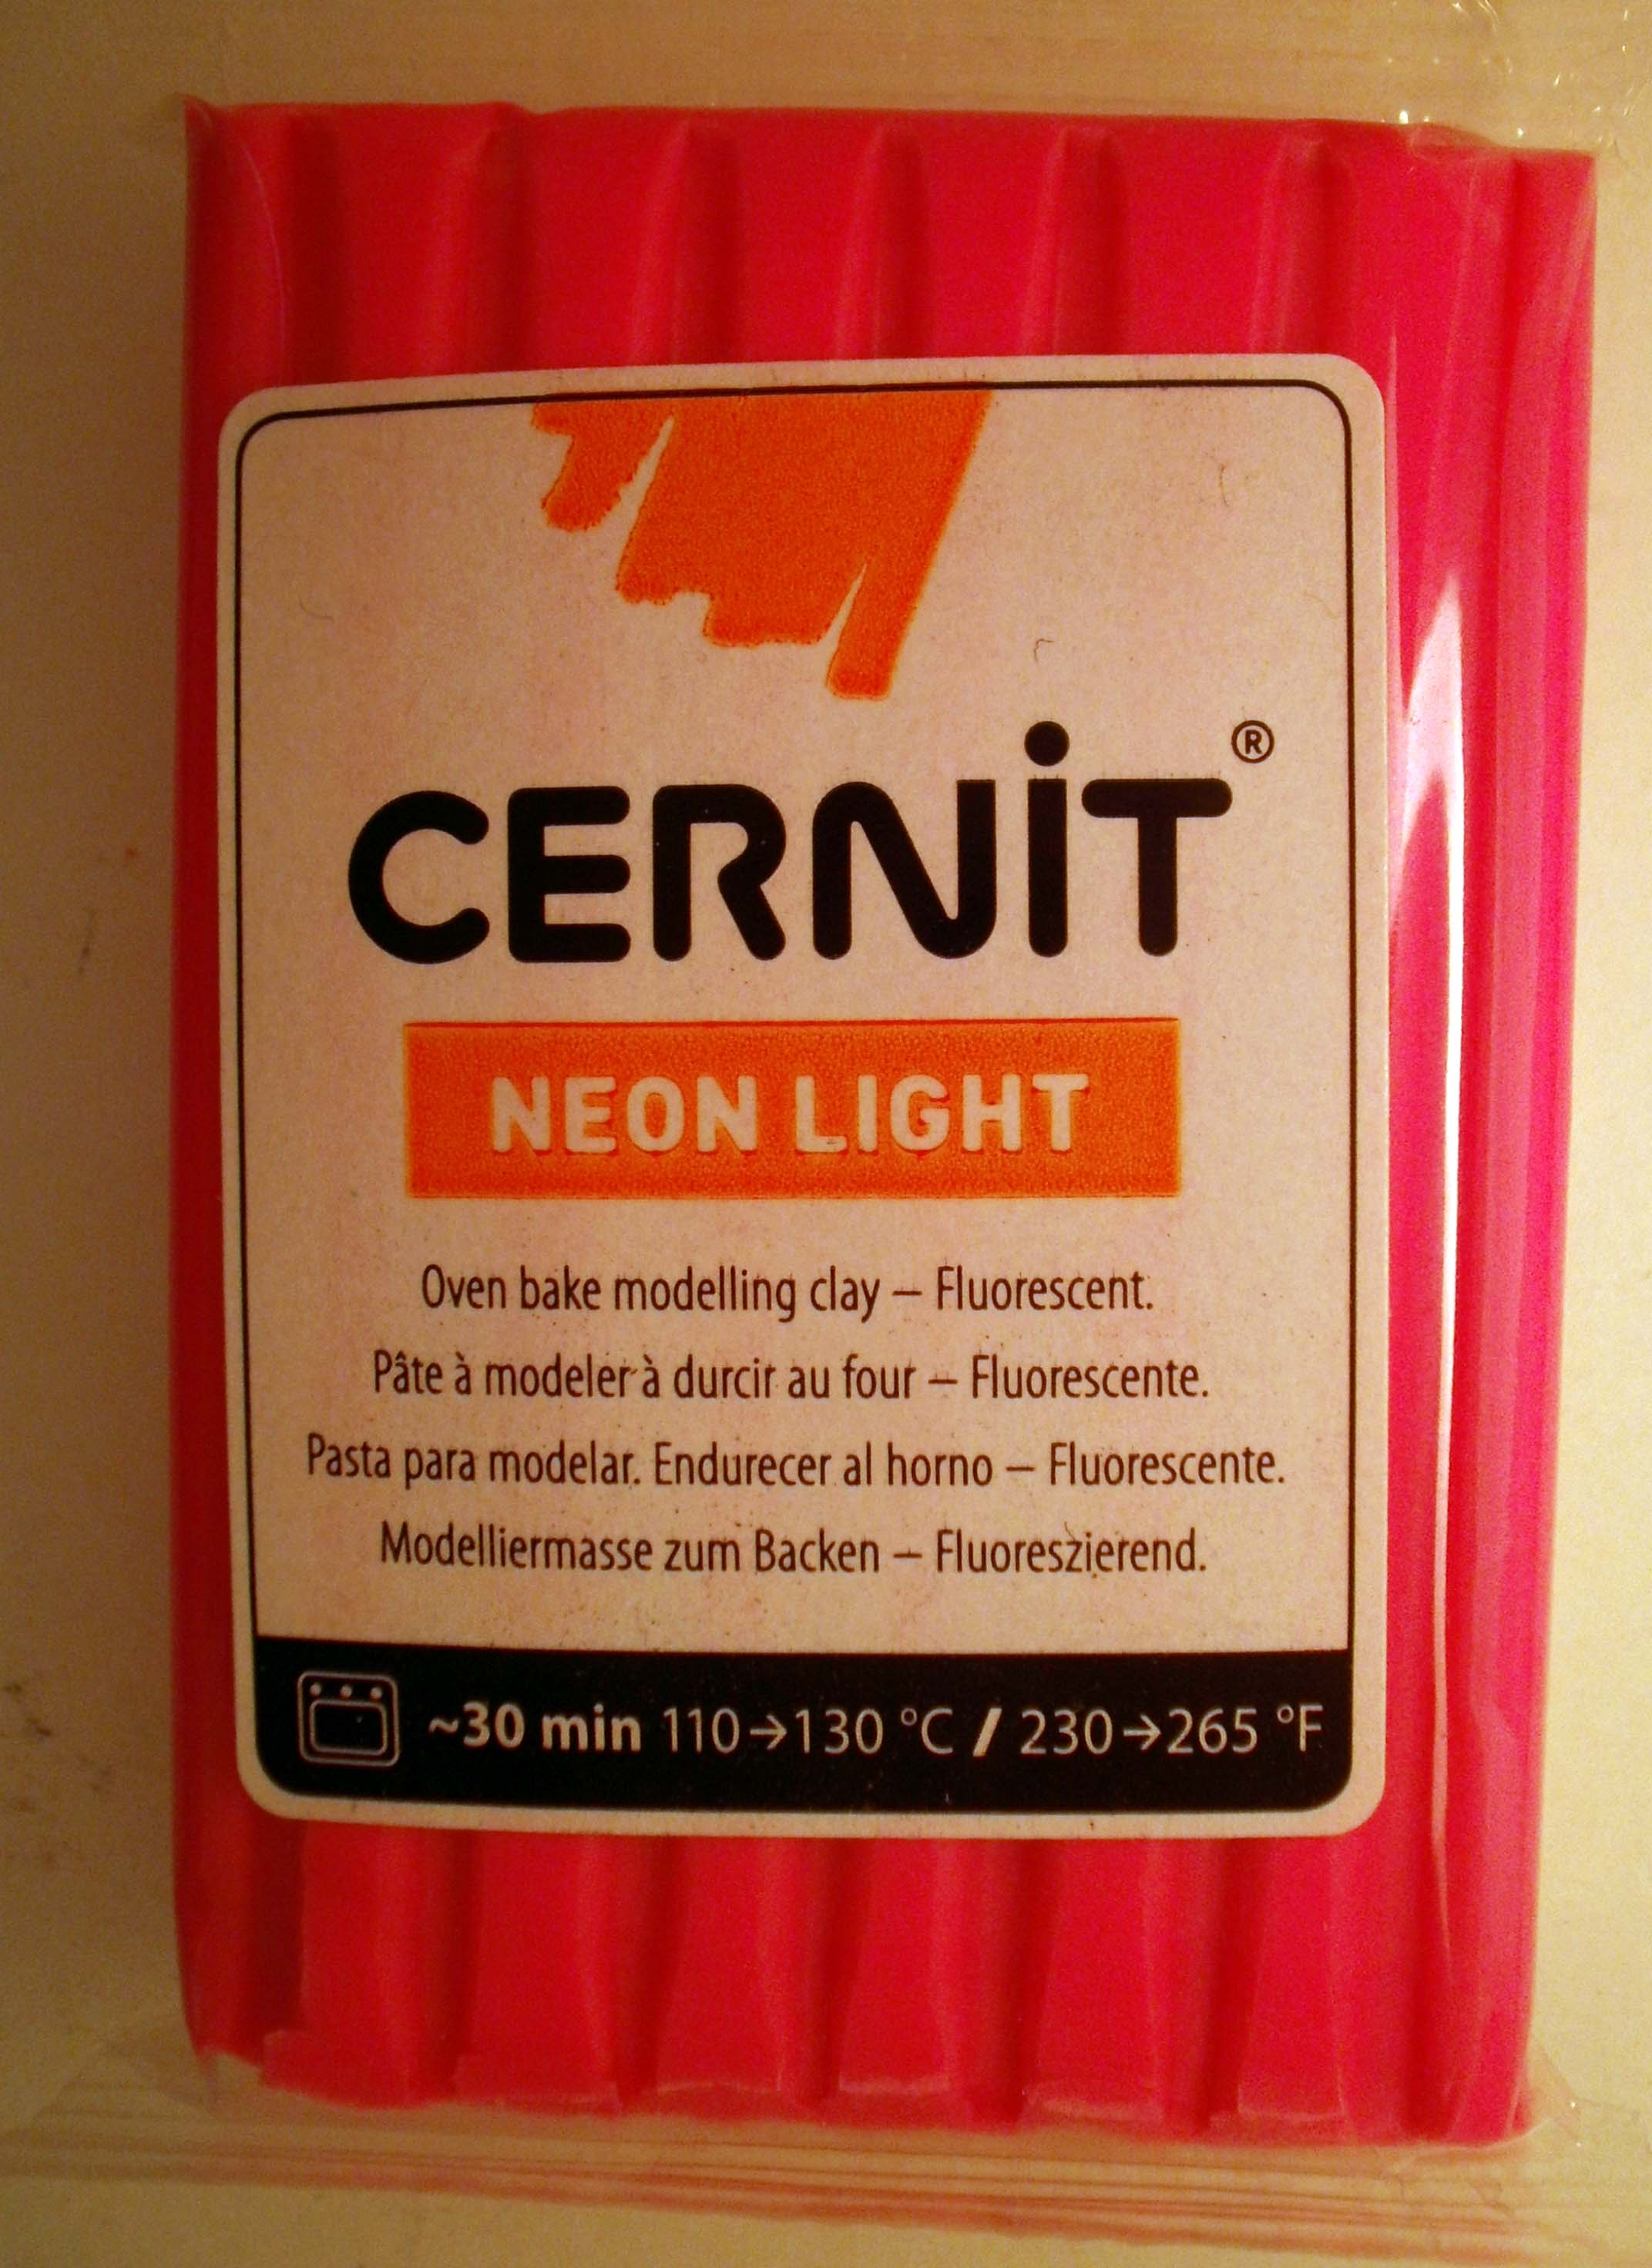 CERNiT®
NEON LIGHT
Oven bake modelling clay – Fluorescent.
Pâte à modeler à durcir au four – Fluorescente.
Pasta para modelar. Endurecer al horno – Fluorescente.
Modelliermasse zum Backen – Fluoreszierend.
~30 min 110→130 °C / 230→265 °F